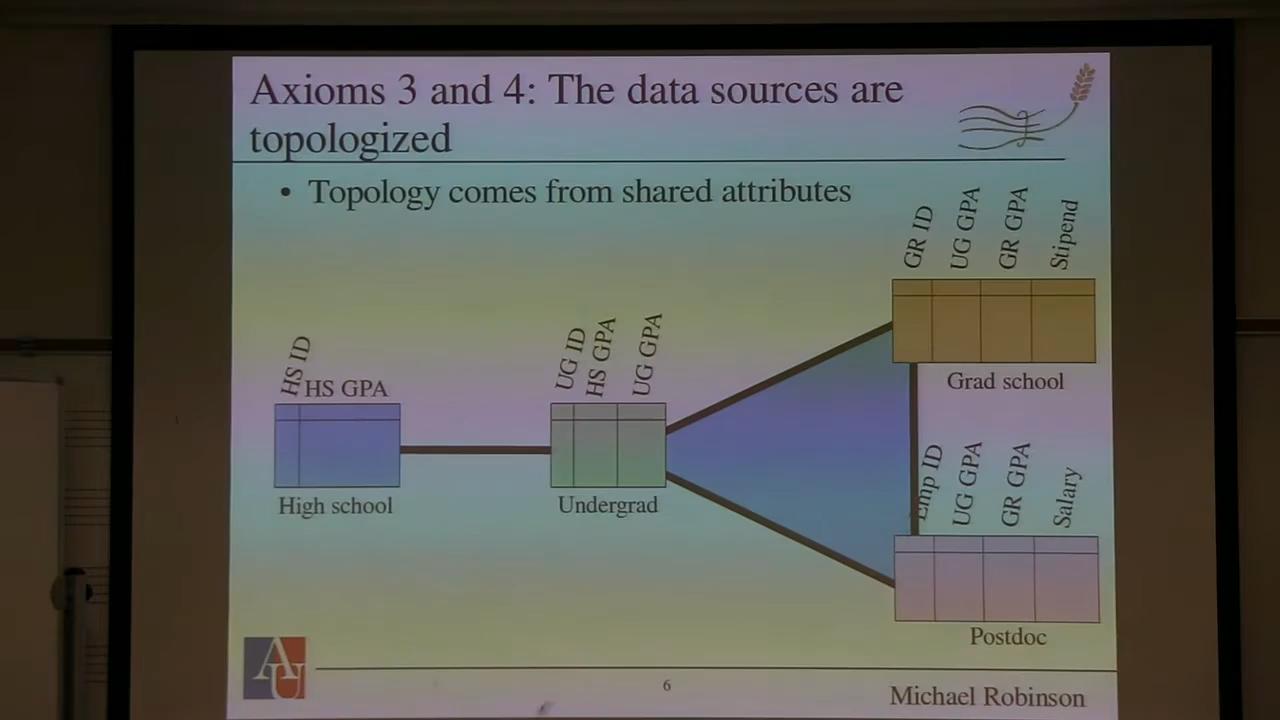 Axioms 3 and 4: The data sources are
topologized
• Topology comes from shared attributes
GR ID
UG GPA
GR GPA
Stipend
Grad school
HS ID
HS GPA
High school
UG ID
HS GPA
UG GPA
Undergrad
Emp ID
UG GPA
GR GPA
Salary
Postdoc
AU
6
Michael Robinson